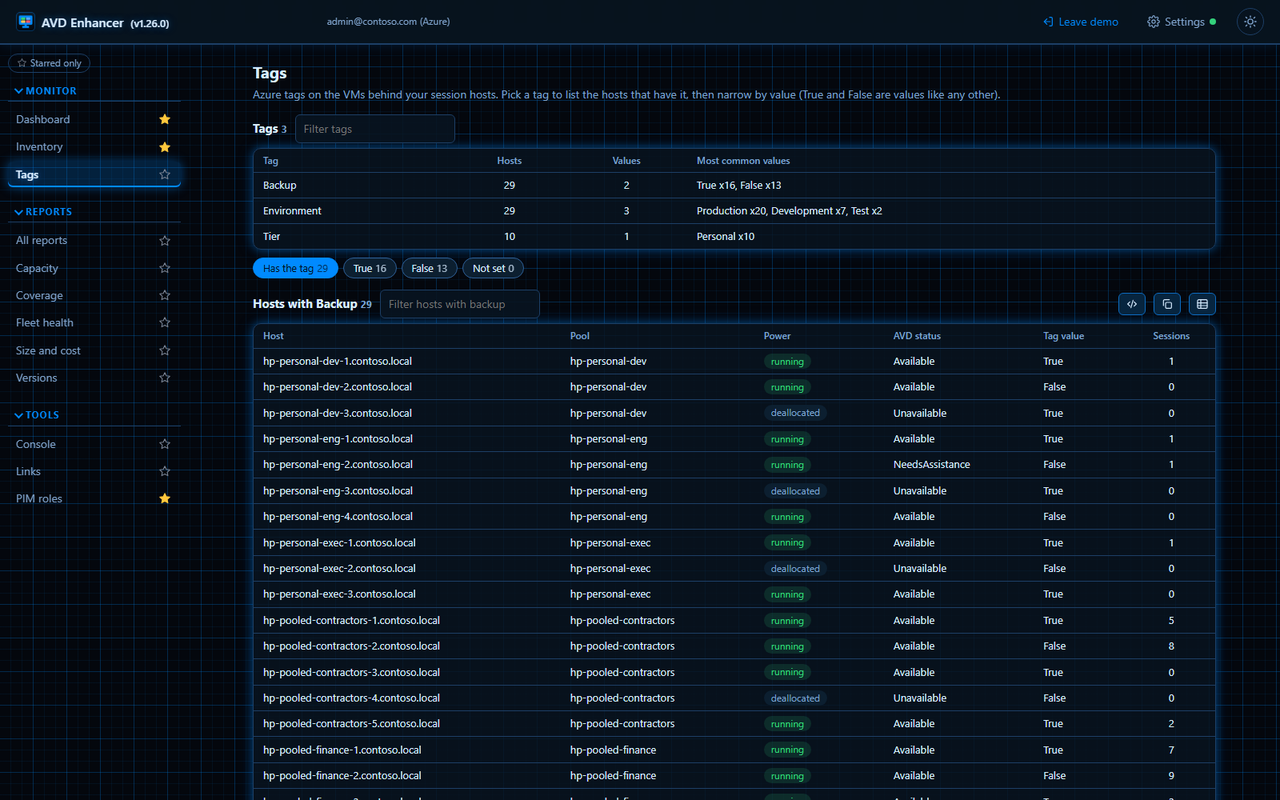 AVD Enhancer (v1.26.0)
admin@contoso.com (Azure)
Leave demo
Settings
Starred only
MONITOR
Dashboard
Inventory
Tags
REPORTS
All reports
Capacity
Coverage
Fleet health
Size and cost
Versions
TOOLS
Console
Links
PIM roles
Tags
Azure tags on the VMs behind your session hosts. Pick a tag to list the hosts that have it, then narrow by value (True and False are values like any other).
Tags 3 Filter tags
Tag Hosts Values Most common values
Backup 29 2 True x16, False x13
Environment 29 3 Production x20, Development x7, Test x2
Tier 10 1 Personal x10
Has the tag 29 True 16 False 13 Not set 0
Hosts with Backup 29 Filter hosts with backup
Host Pool Power AVD status Tag value Sessions
hp-personal-dev-1.contoso.local hp-personal-dev running Available True 1
hp-personal-dev-2.contoso.local hp-personal-dev running Available False 0
hp-personal-dev-3.contoso.local hp-personal-dev deallocated Unavailable True 0
hp-personal-eng-1.contoso.local hp-personal-eng running Available True 1
hp-personal-eng-2.contoso.local hp-personal-eng running NeedsAssistance False 1
hp-personal-eng-3.contoso.local hp-personal-eng deallocated Unavailable True 0
hp-personal-eng-4.contoso.local hp-personal-eng running Available False 0
hp-personal-exec-1.contoso.local hp-personal-exec running Available True 1
hp-personal-exec-2.contoso.local hp-personal-exec deallocated Unavailable False 0
hp-personal-exec-3.contoso.local hp-personal-exec running Available True 0
hp-pooled-contractors-1.contoso.local hp-pooled-contractors running Available True 5
hp-pooled-contractors-2.contoso.local hp-pooled-contractors running Available False 8
hp-pooled-contractors-3.contoso.local hp-pooled-contractors running Available True 0
hp-pooled-contractors-4.contoso.local hp-pooled-contractors deallocated Unavailable False 0
hp-pooled-contractors-5.contoso.local hp-pooled-contractors running Available True 2
hp-pooled-finance-1.contoso.local hp-pooled-finance running Available True 7
hp-pooled-finance-2.contoso.local hp-pooled-finance running Available False 9